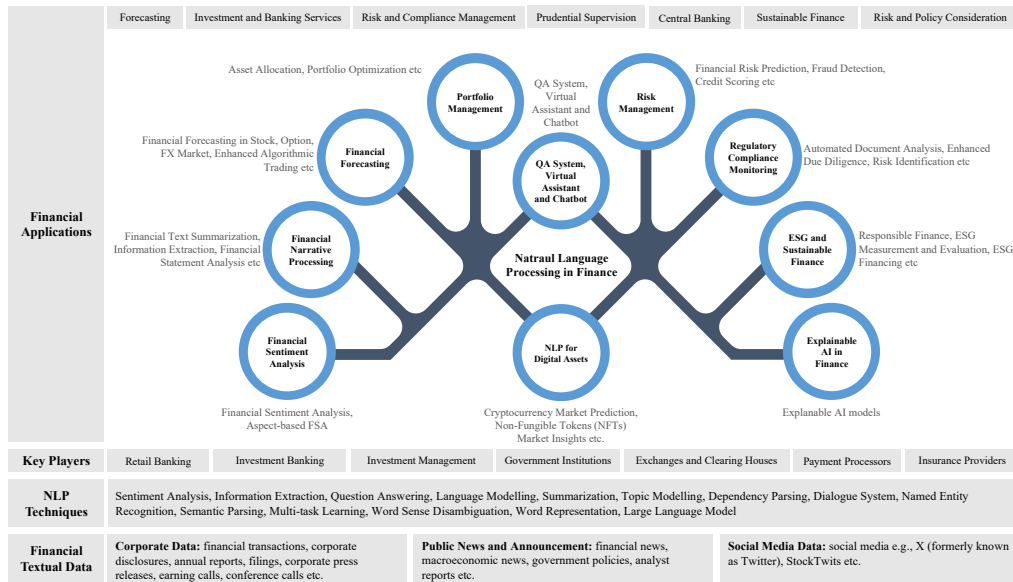 Forecasting
Investment and Banking Services
Risk and Compliance Management
Prudential Supervision
Central Banking
Sustainable Finance
Risk and Policy Consideration
Financial
Applications
Asset Allocation, Portfolio Optimization etc
Portfolio
Management
QA System,
Virtual
Assistant and
Chatbot
Risk
Management
Financial Risk Prediction, Fraud Detection,
Credit Scoring etc
Financial Forecasting in Stock, Option,
FX Market, Enhanced Algorithmic
Trading etc
Financial
Forecasting
QA System,
Virtual
Assistant
and Chatbot
Regulatory
Compliance
Monitoring
Automated Document Analysis, Enhanced
Due Diligence, Risk Identification etc
Financial Text Summarization,
Information Extraction, Financial
Statement Analysis etc
Financial
Narrative
Processing
Natraul Language
Processing in Finance
ESG and
Sustainable
Finance
Responsible Finance, ESG
Measurement and Evaluation, ESG
Financing etc
Financial
Sentiment
Analysis
NLP for
Digital Assets
Explainable
AI in
Finance
Financial Sentiment Analysis,
Aspect-based FSA
Cryptocurrency Market Prediction,
Non-Fungible Tokens (NFTs)
Market Insights etc.
Explanable AI models
Key Players
Retail Banking
Investment Banking
Investment Management
Government Institutions
Exchanges and Clearing Houses
Payment Processors
Insurance Providers
NLP
Techniques
Sentiment Analysis, Information Extraction, Question Answering, Language Modelling, Summarization, Topic Modelling, Dependency Parsing, Dialogue System, Named Entity
Recognition, Semantic Parsing, Multi-task Learning, Word Sense Disambiguation, Word Representation, Large Language Model
Financial
Textual Data
Corporate Data: financial transactions, corporate
disclosures, annual reports, filings, corporate press
releases, earning calls, conference calls etc.
Public News and Announcement: financial news,
macroeconomic news, government policies, analyst
reports etc.
Social Media Data: social media e.g., X (formerly known
as Twitter), StockTwits etc.